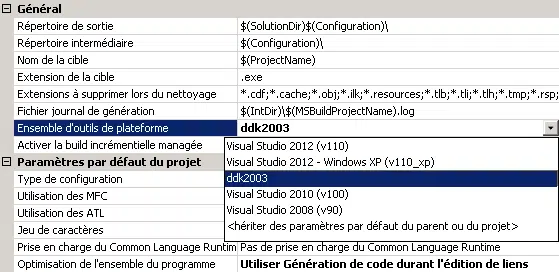 Général
Répertoire de sortie $(SolutionDir)$(Configuration)\
Répertoire intermédiaire $(Configuration)\
Nom de la cible $(ProjectName)
Extension de la cible .exe
Extensions à supprimer lors du nettoyage *.cdf;*.cache;*.obj;*.ilk;*.resources;*.tlb;*.tli;*.tlh;*.tmp;*.rsp;
Fichier journal de génération $(IntDir)\$(MSBuildProjectName).log
Ensemble d'outils de plateforme ddk2003
Activer la build incrémentielle managée Visual Studio 2012 (v110)
Paramètres par défaut du projet Visual Studio 2012 - Windows XP (v110_xp)
Type de configuration ddk2003
Utilisation des MFC Visual Studio 2010 (v100)
Utilisation des ATL Visual Studio 2008 (v90)
Jeu de caractères <hériter des paramètres par défaut du parent ou du projet>
Prise en charge du Common Language Runtim Pas de prise en charge du Common Language Runtime
Optimisation de l'ensemble du programme Utiliser Génération de code durant l'édition de liens